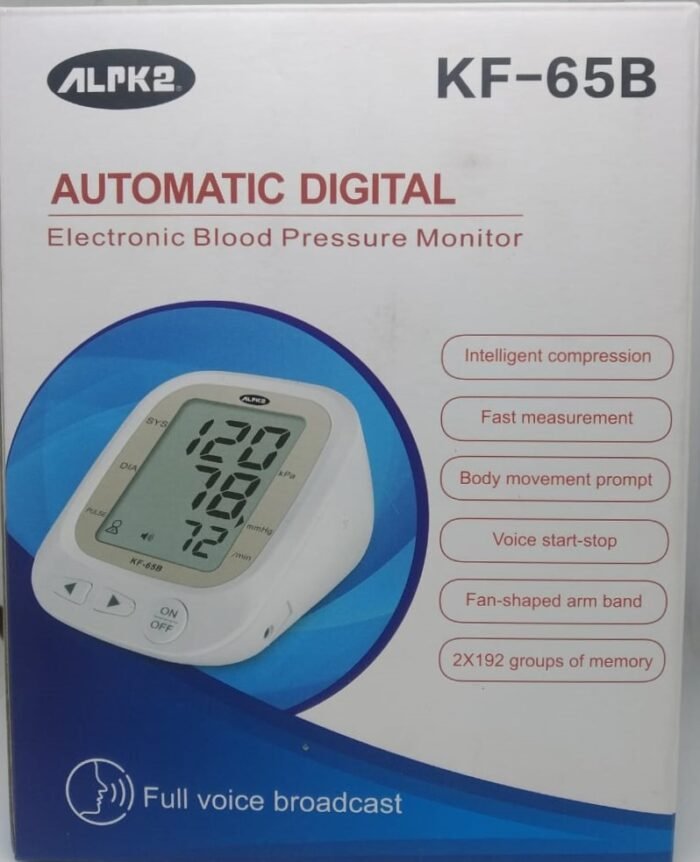 ALPK2
KF-65B
AUTOMATIC DIGITAL
Electronic Blood Pressure Monitor
Intelligent compression
Fast measurement
Body movement prompt
Voice start-stop
Fan-shaped arm band
2X192 groups of memory
ALPK2
SYS
120
kPa
DIA
78
mmHg
PULSE
72
/min
KF-65B
ON
OFF
Full voice broadcast